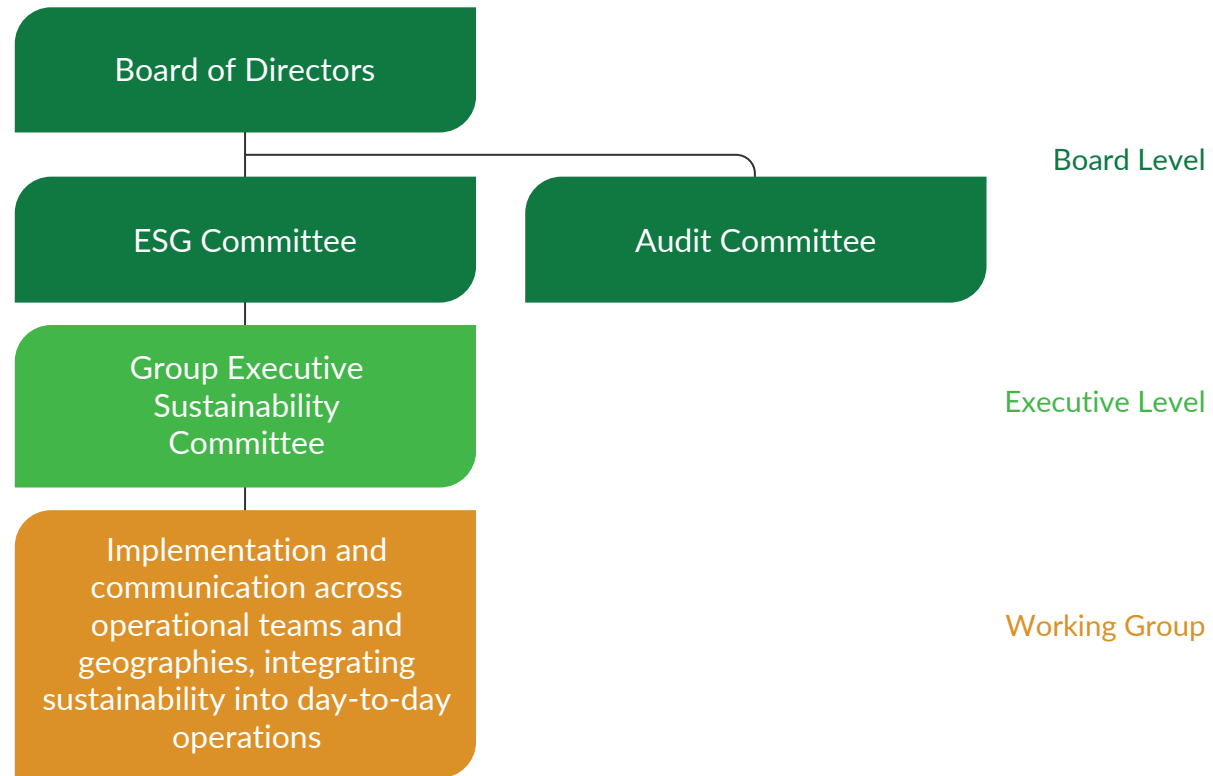 Board of Directors
Board Level
ESG Committee
Audit Committee
Group Executive
Sustainability
Committee
Executive Level
Implementation and
communication across
operational teams and
geographies, integrating
sustainability into day-to-day
operations
Working Group